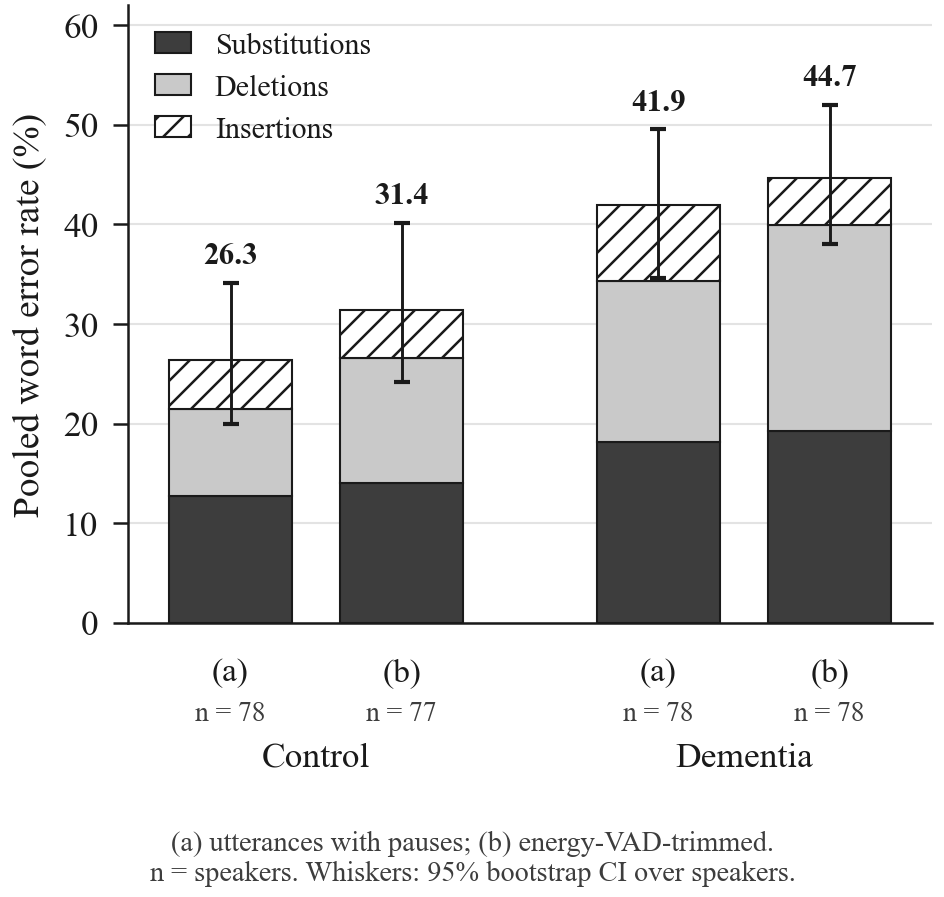 Pooled word error rate (%)
60
50
40
30
20
10
0
Substitutions
Deletions
Insertions
26.3
31.4
41.9
44.7
(a) (b) (a) (b)
n = 78 n = 77 n = 78 n = 78
Control Dementia
(a) utterances with pauses; (b) energy-VAD-trimmed.
n = speakers. Whiskers: 95% bootstrap CI over speakers.